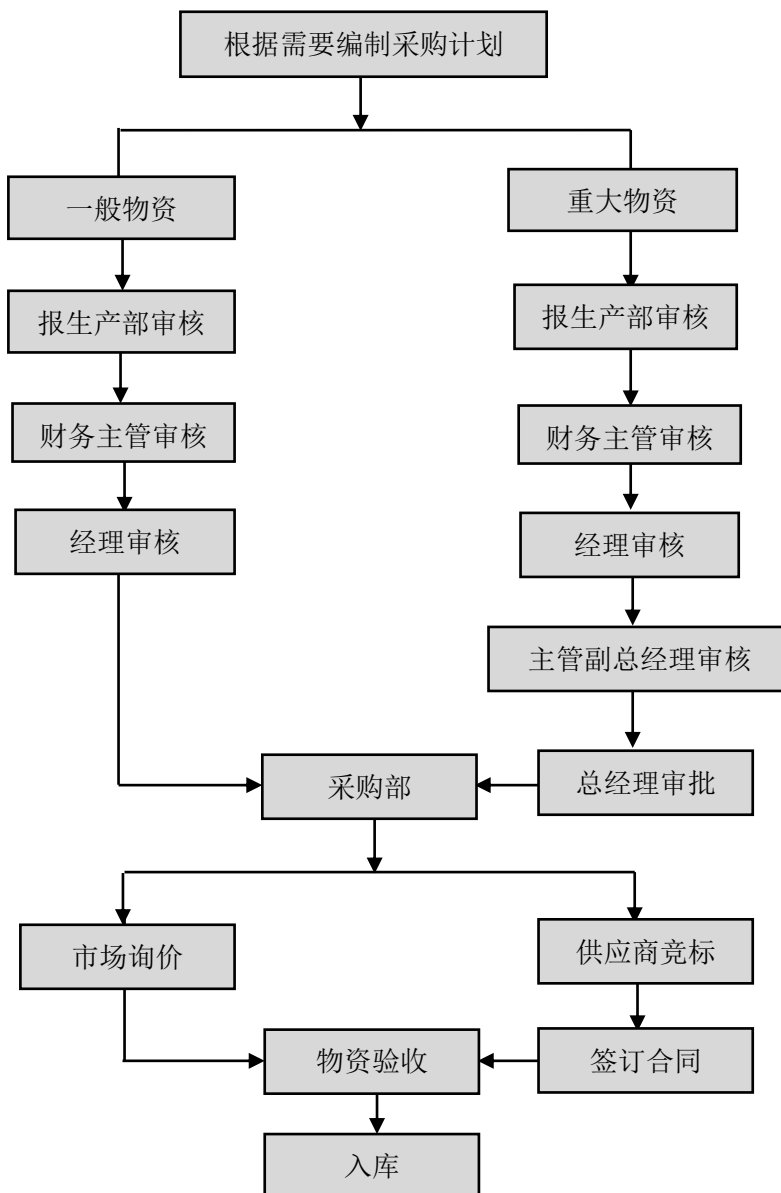 根据需要编制采购计划
一般物资
重大物资
报生产部审核
报生产部审核
财务主管审核
财务主管审核
经理审核
经理审核
主管副总经理审核
采购部
总经理审批
市场询价
供应商竞标
物资验收
签订合同
入库